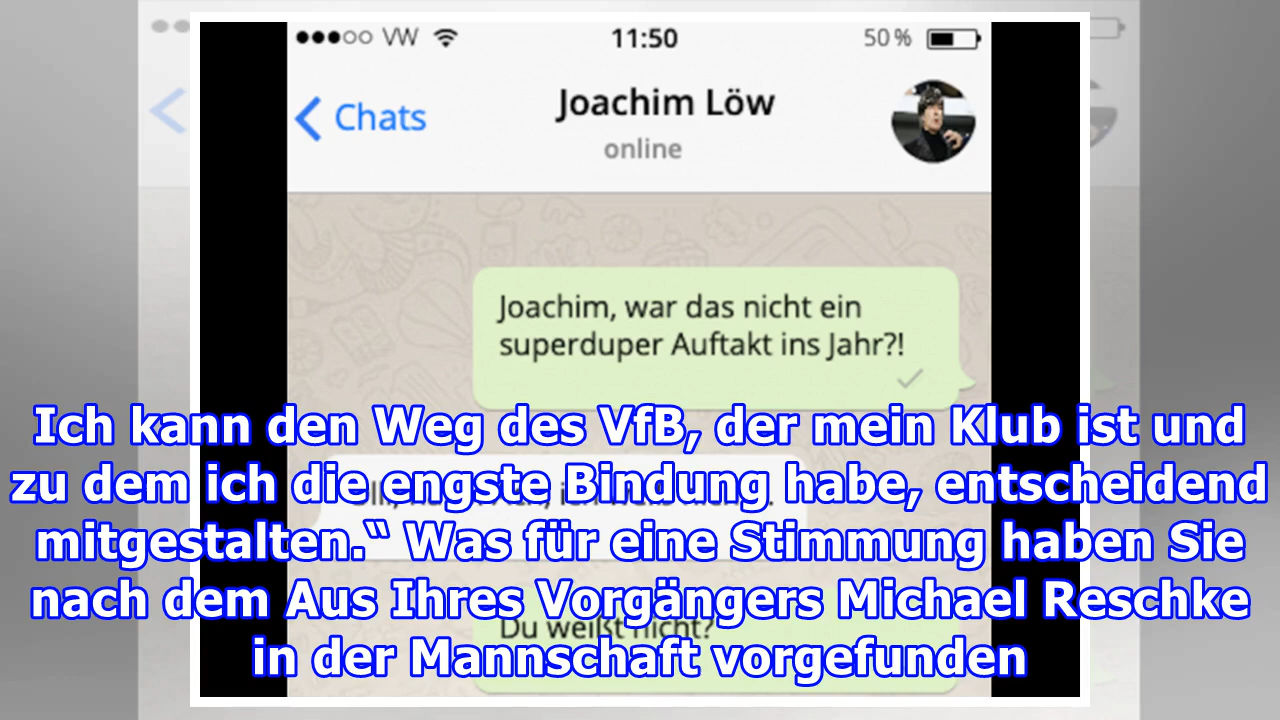 VW 11:50 50 %
Chats Joachim Löw
online
Joachim, war das nicht ein
superduper Auftakt ins Jahr?!
Ich kann den Weg des VfB, der mein Klub ist und
zu dem ich die engste Bindung habe, entscheidend
mitgestalten.“ Was für eine Stimmung haben Sie
nach dem Aus Ihres Vorgängers Michael Reschke
in der Mannschaft vorgefunden
Du weißt nicht?